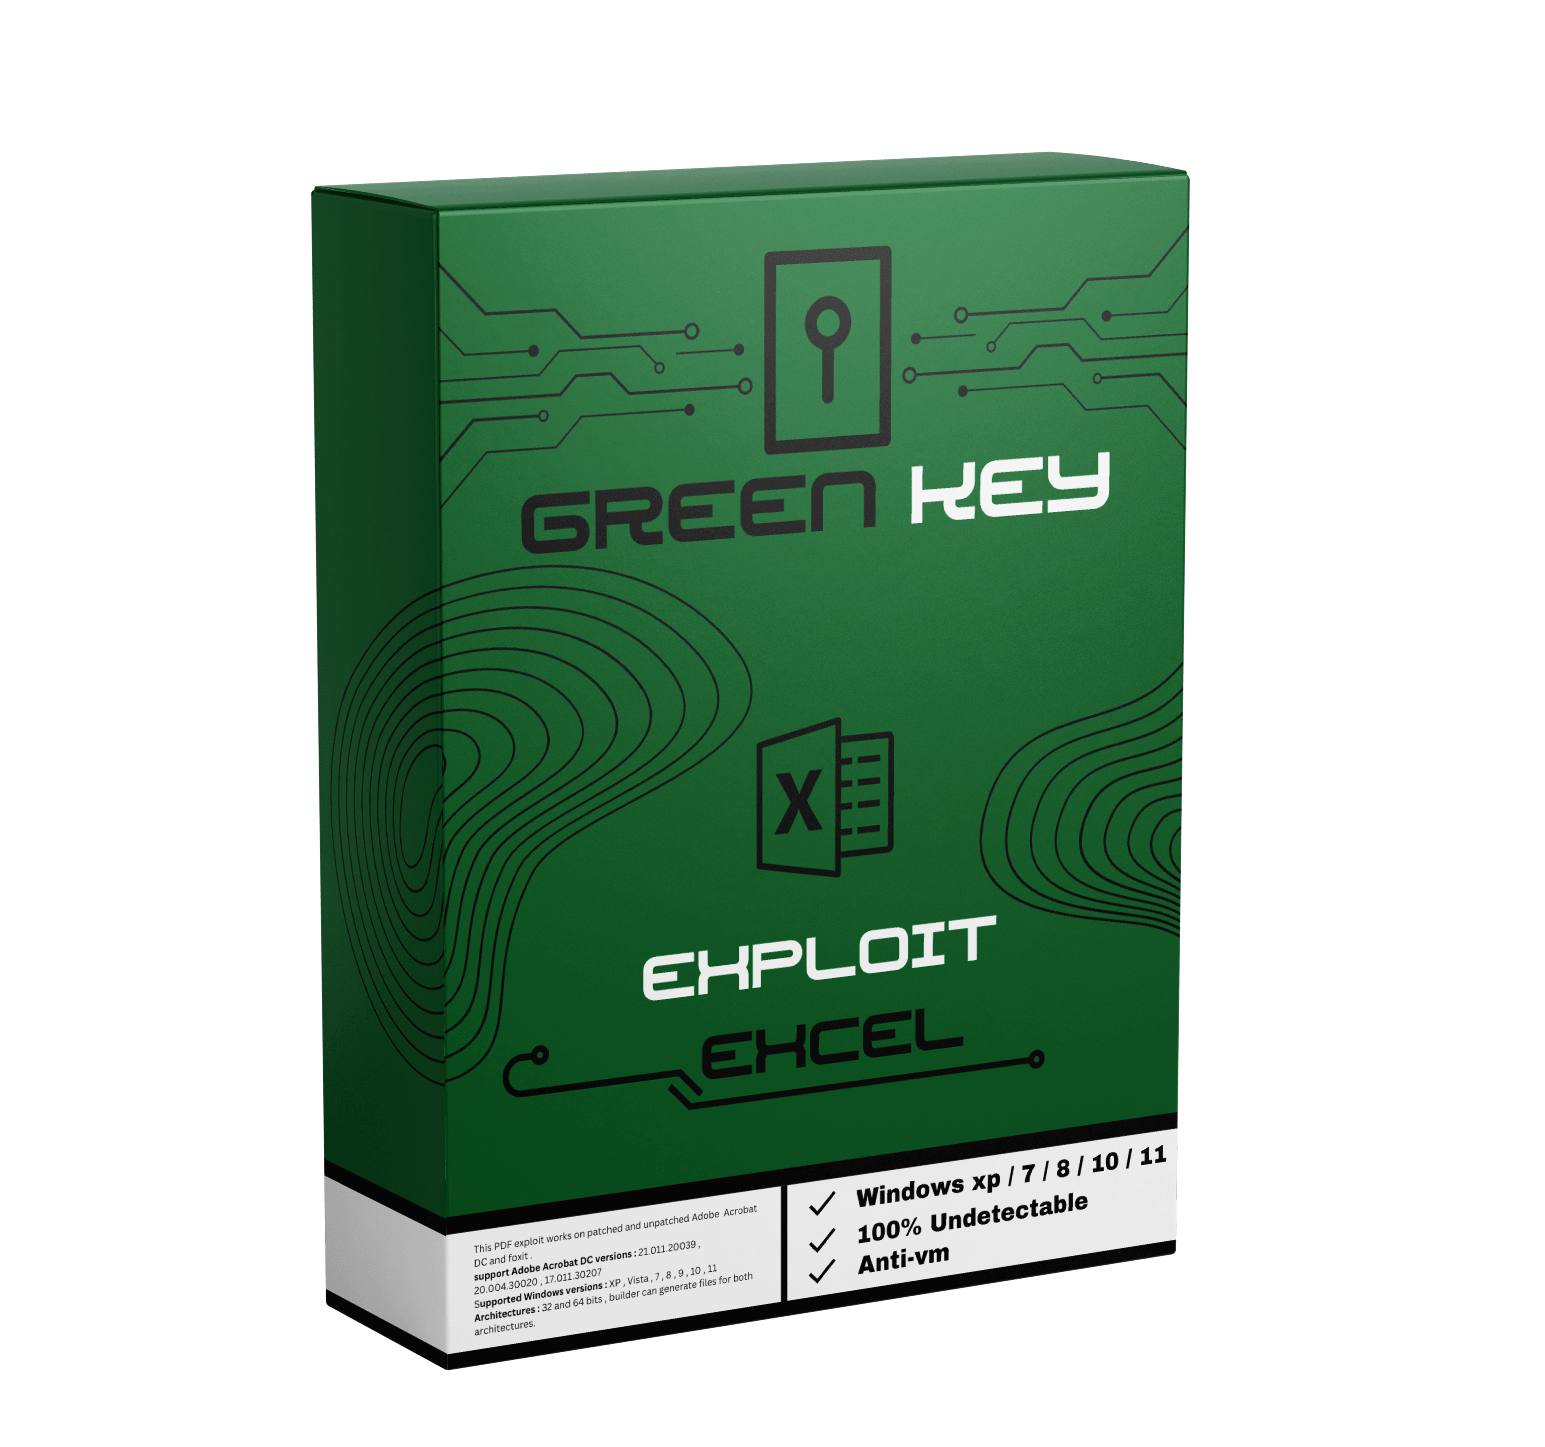 GREEN KEY
X
EXPLOIT
EXCEL
This PDF exploit works on patched and unpatched Adobe Acrobat
DC and foxit .
support Adobe Acrobat DC versions : 21.011.20039 ,
20.004.30020 , 17.011.30207
Supported Windows versions : XP , Vista , 7 , 8 , 9 , 10 , 11
Architectures : 32 and 64 bits , builder can generate files for both
architectures.
Windows xp / 7 / 8 / 10 / 11
100% Undetectable
Anti-vm